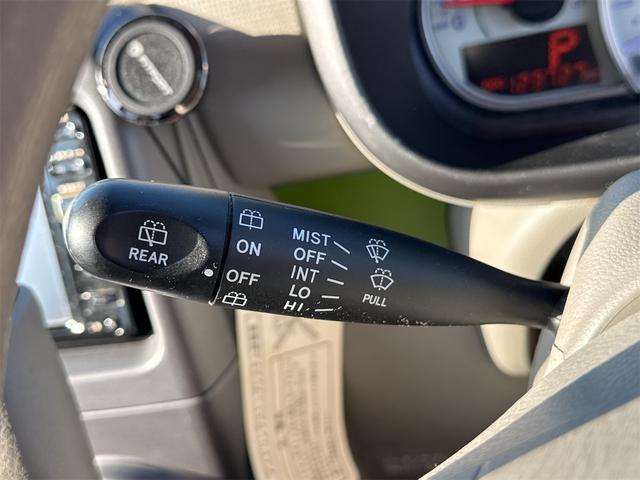 P
REAR
ON
OFF
MIST
OFF
INT
LO
HI
PULL